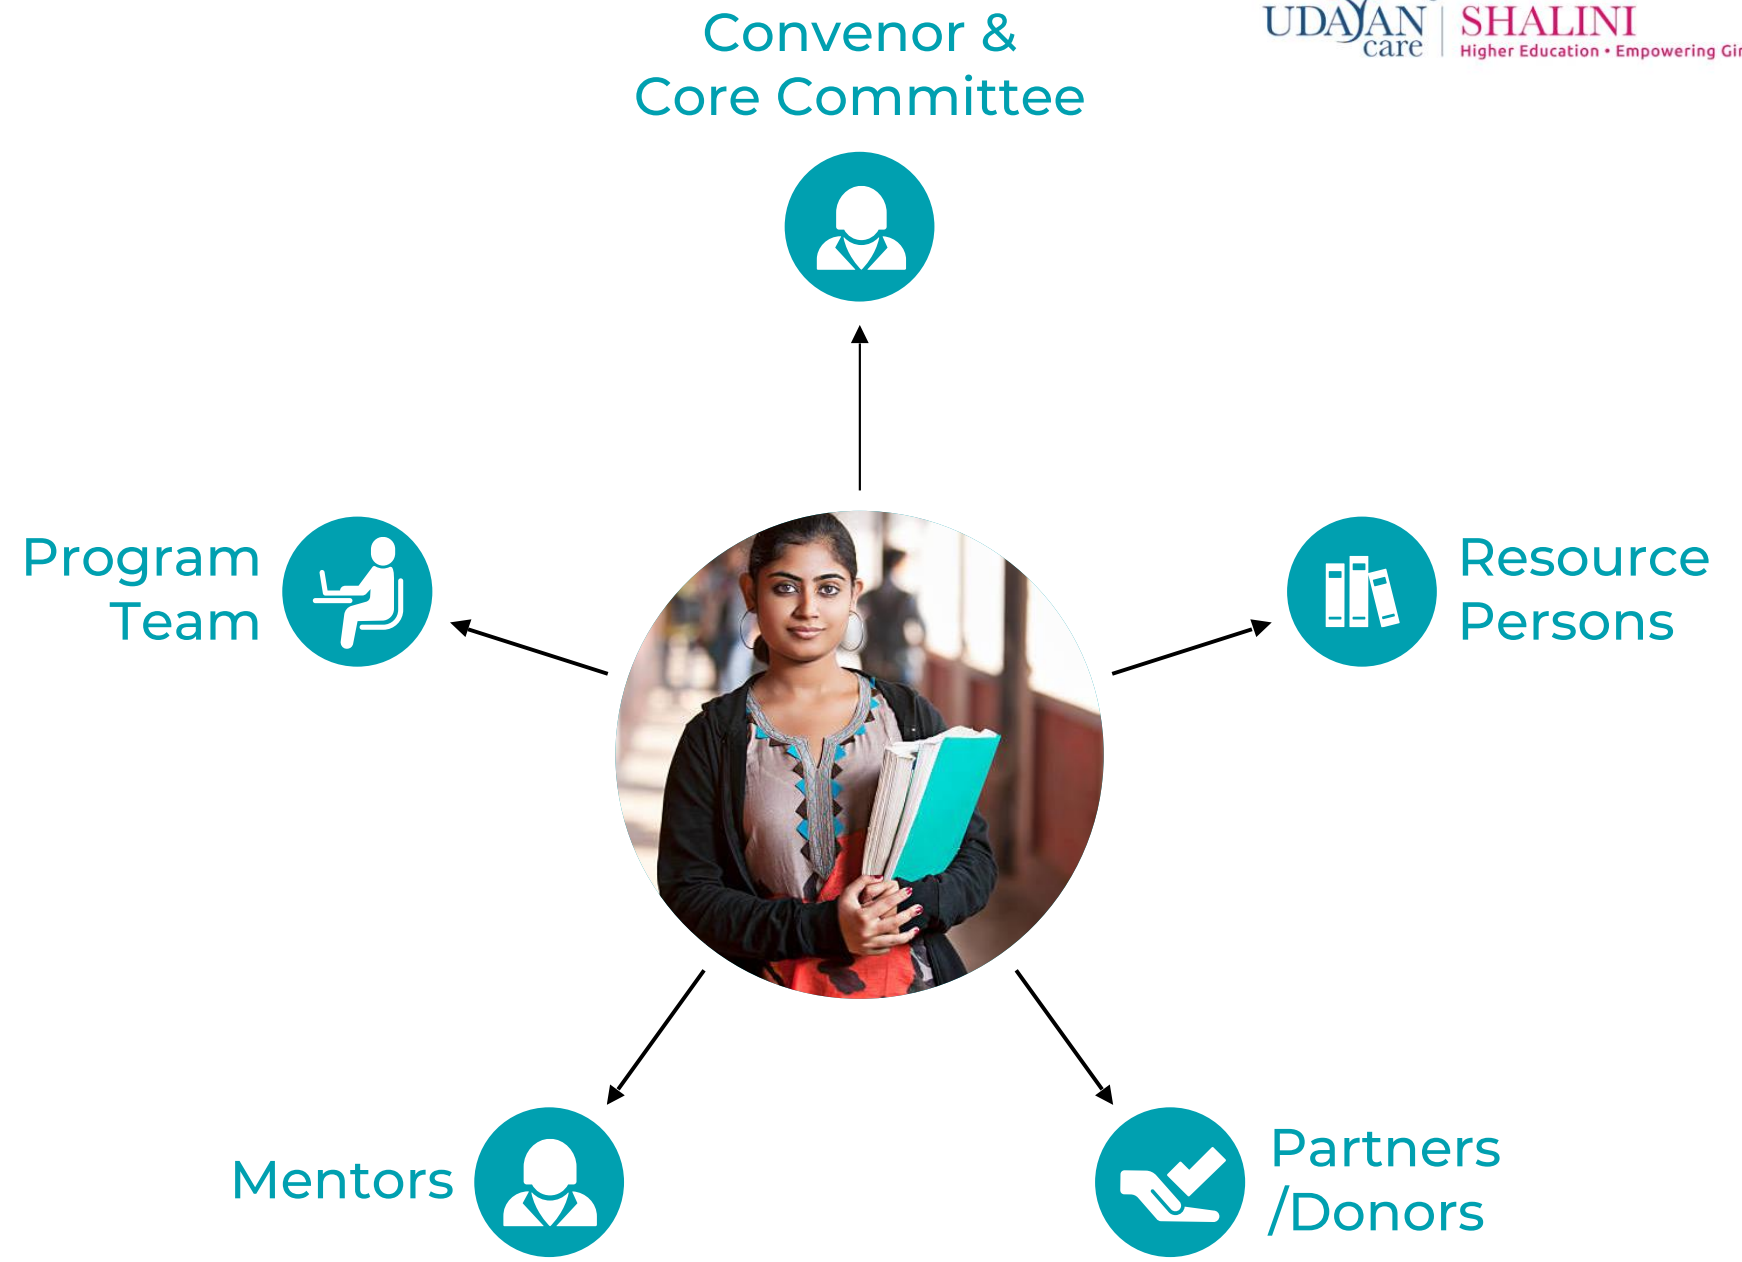 Convenor &
Core Committee
UDAYAN
care
SHALINI
Higher Education • Empowering
Program
Team
Resource
Persons
Mentors
Partners
/Donors